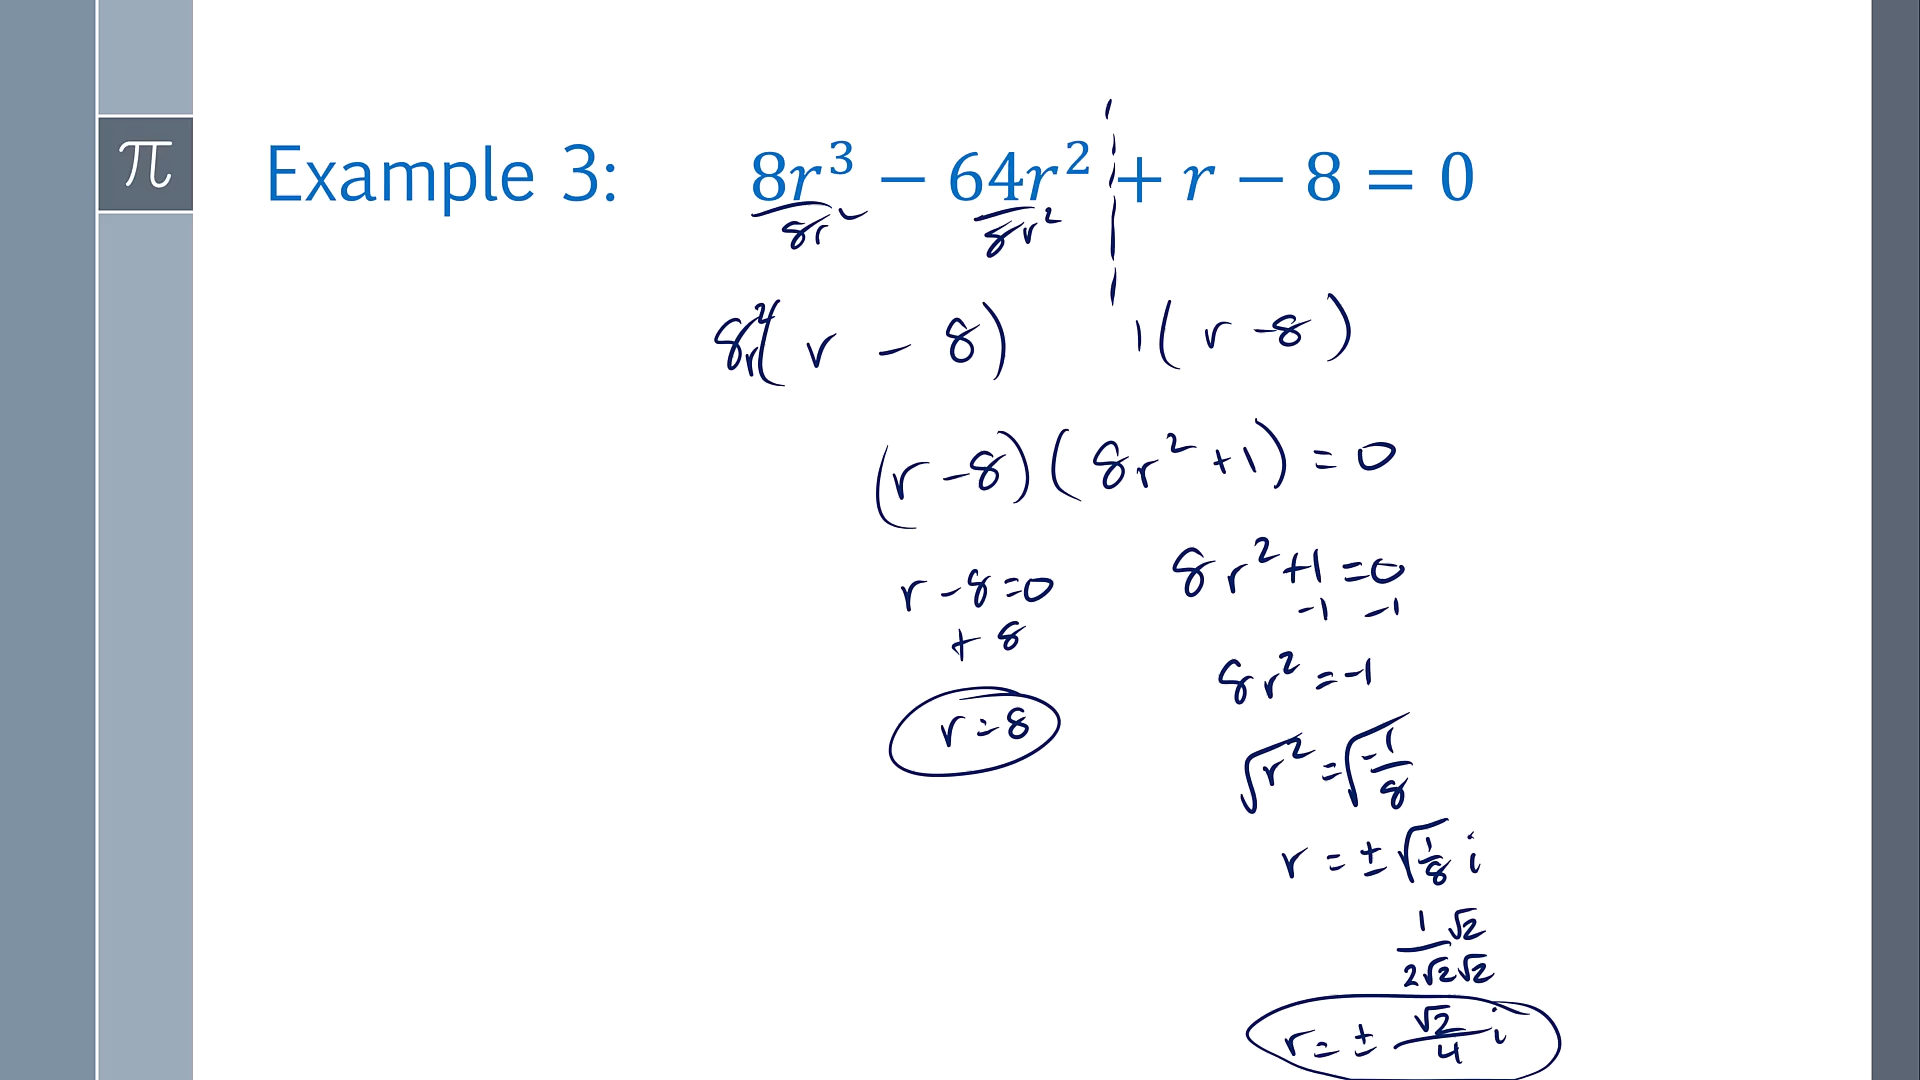 π
Example 3: 8r³ − 64r² + r − 8 = 0
8r² 8r²
8r²(r − 8) 1(r − 8)
(r − 8)(8r² + 1) = 0
r − 8 = 0 8r² + 1 = 0
+ 8 −1 −1
8r² = −1
r = 8 √r² = √(−1/8)
r = ± √(1/8) i
1 √2
2√2 √2
r = ± √2/4 i